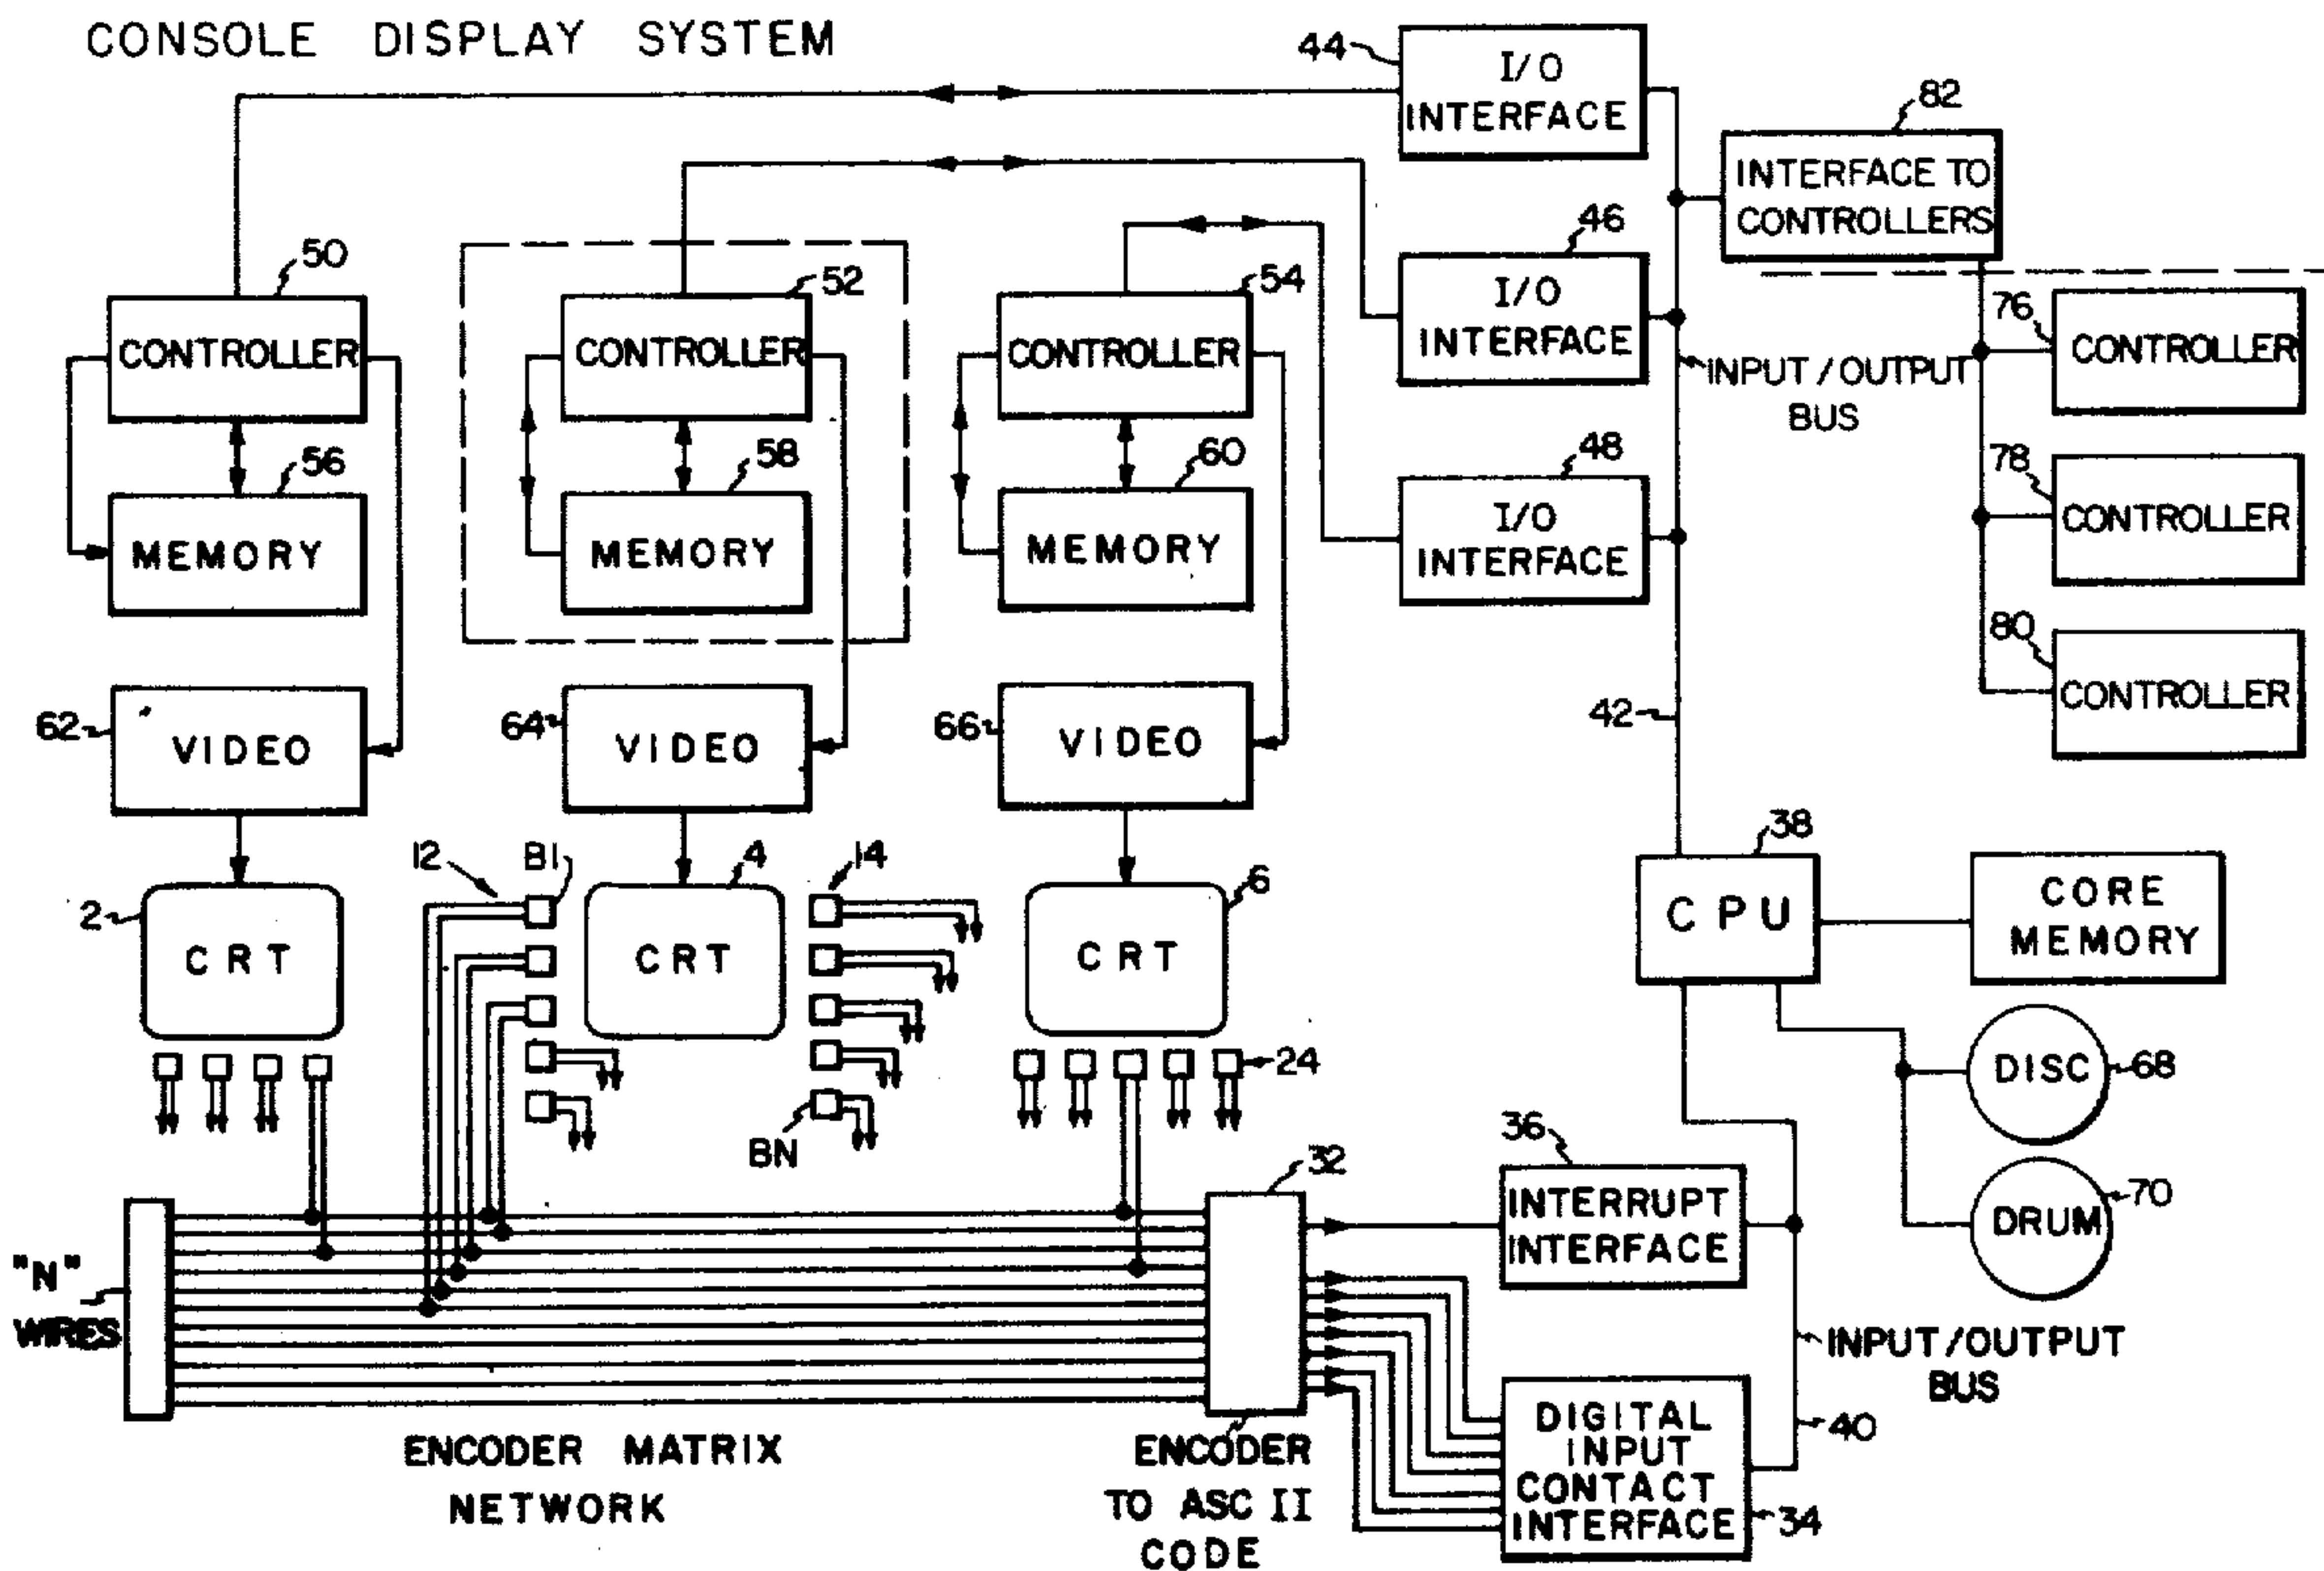 CONSOLE DISPLAY SYSTEM
44
I/O
INTERFACE
82
INTERFACE TO
CONTROLLERS
50
CONTROLLER
52
CONTROLLER
54
CONTROLLER
46
I/O
INTERFACE
INPUT/OUTPUT
BUS
76
CONTROLLER
56
MEMORY
58
MEMORY
60
MEMORY
48
I/O
INTERFACE
78
CONTROLLER
80
CONTROLLER
62
VIDEO
64
VIDEO
66
VIDEO
42
38
CPU
CORE
MEMORY
2
CRT
12
B1
4
CRT
14
6
CRT
24
BN
DISC
68
DRUM
70
36
INTERRUPT
INTERFACE
32
"N"
WIRES
INPUT/OUTPUT
BUS
40
DIGITAL
INPUT
CONTACT
INTERFACE
34
ENCODER MATRIX
NETWORK
ENCODER
TO ASC II
CODE